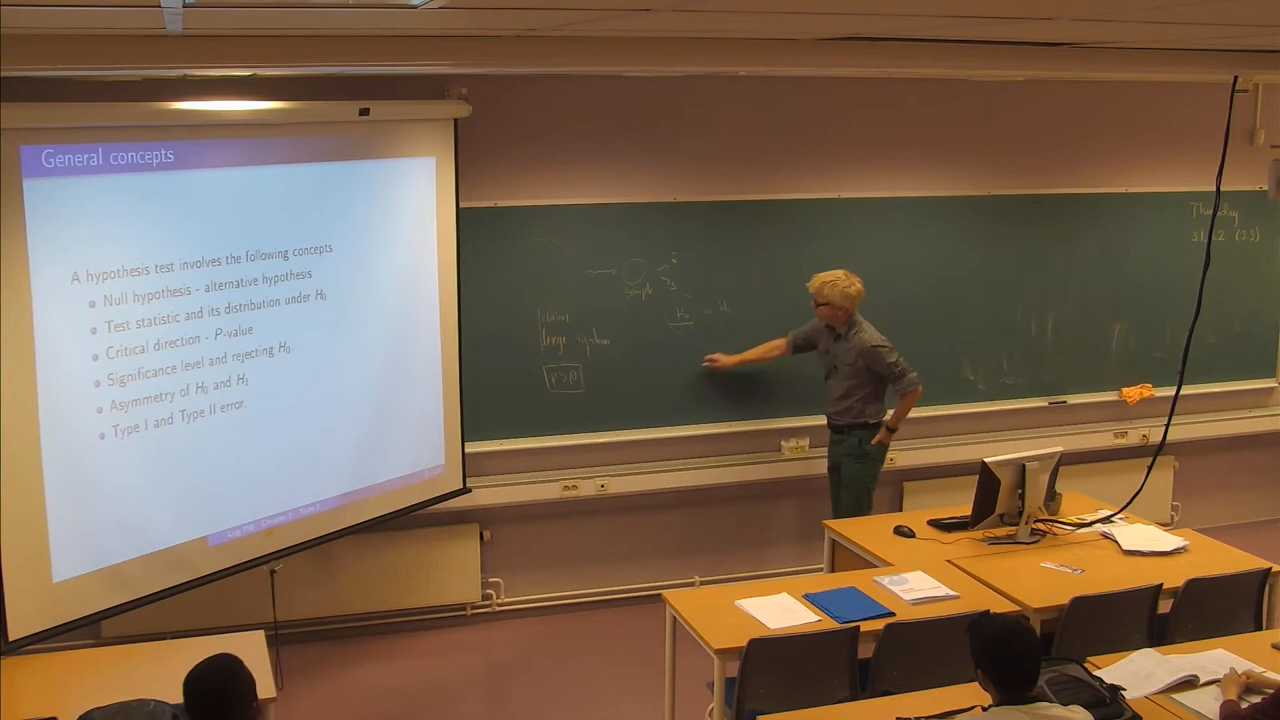 General concepts
A hypothesis test involves the following concepts
Null hypothesis - alternative hypothesis
Test statistic and its distribution under H₀
Critical direction - P-value
Significance level and rejecting H₀.
Asymmetry of H₀ and H₁
Type I and Type II error.
sample
H₀
H₁
Thursday